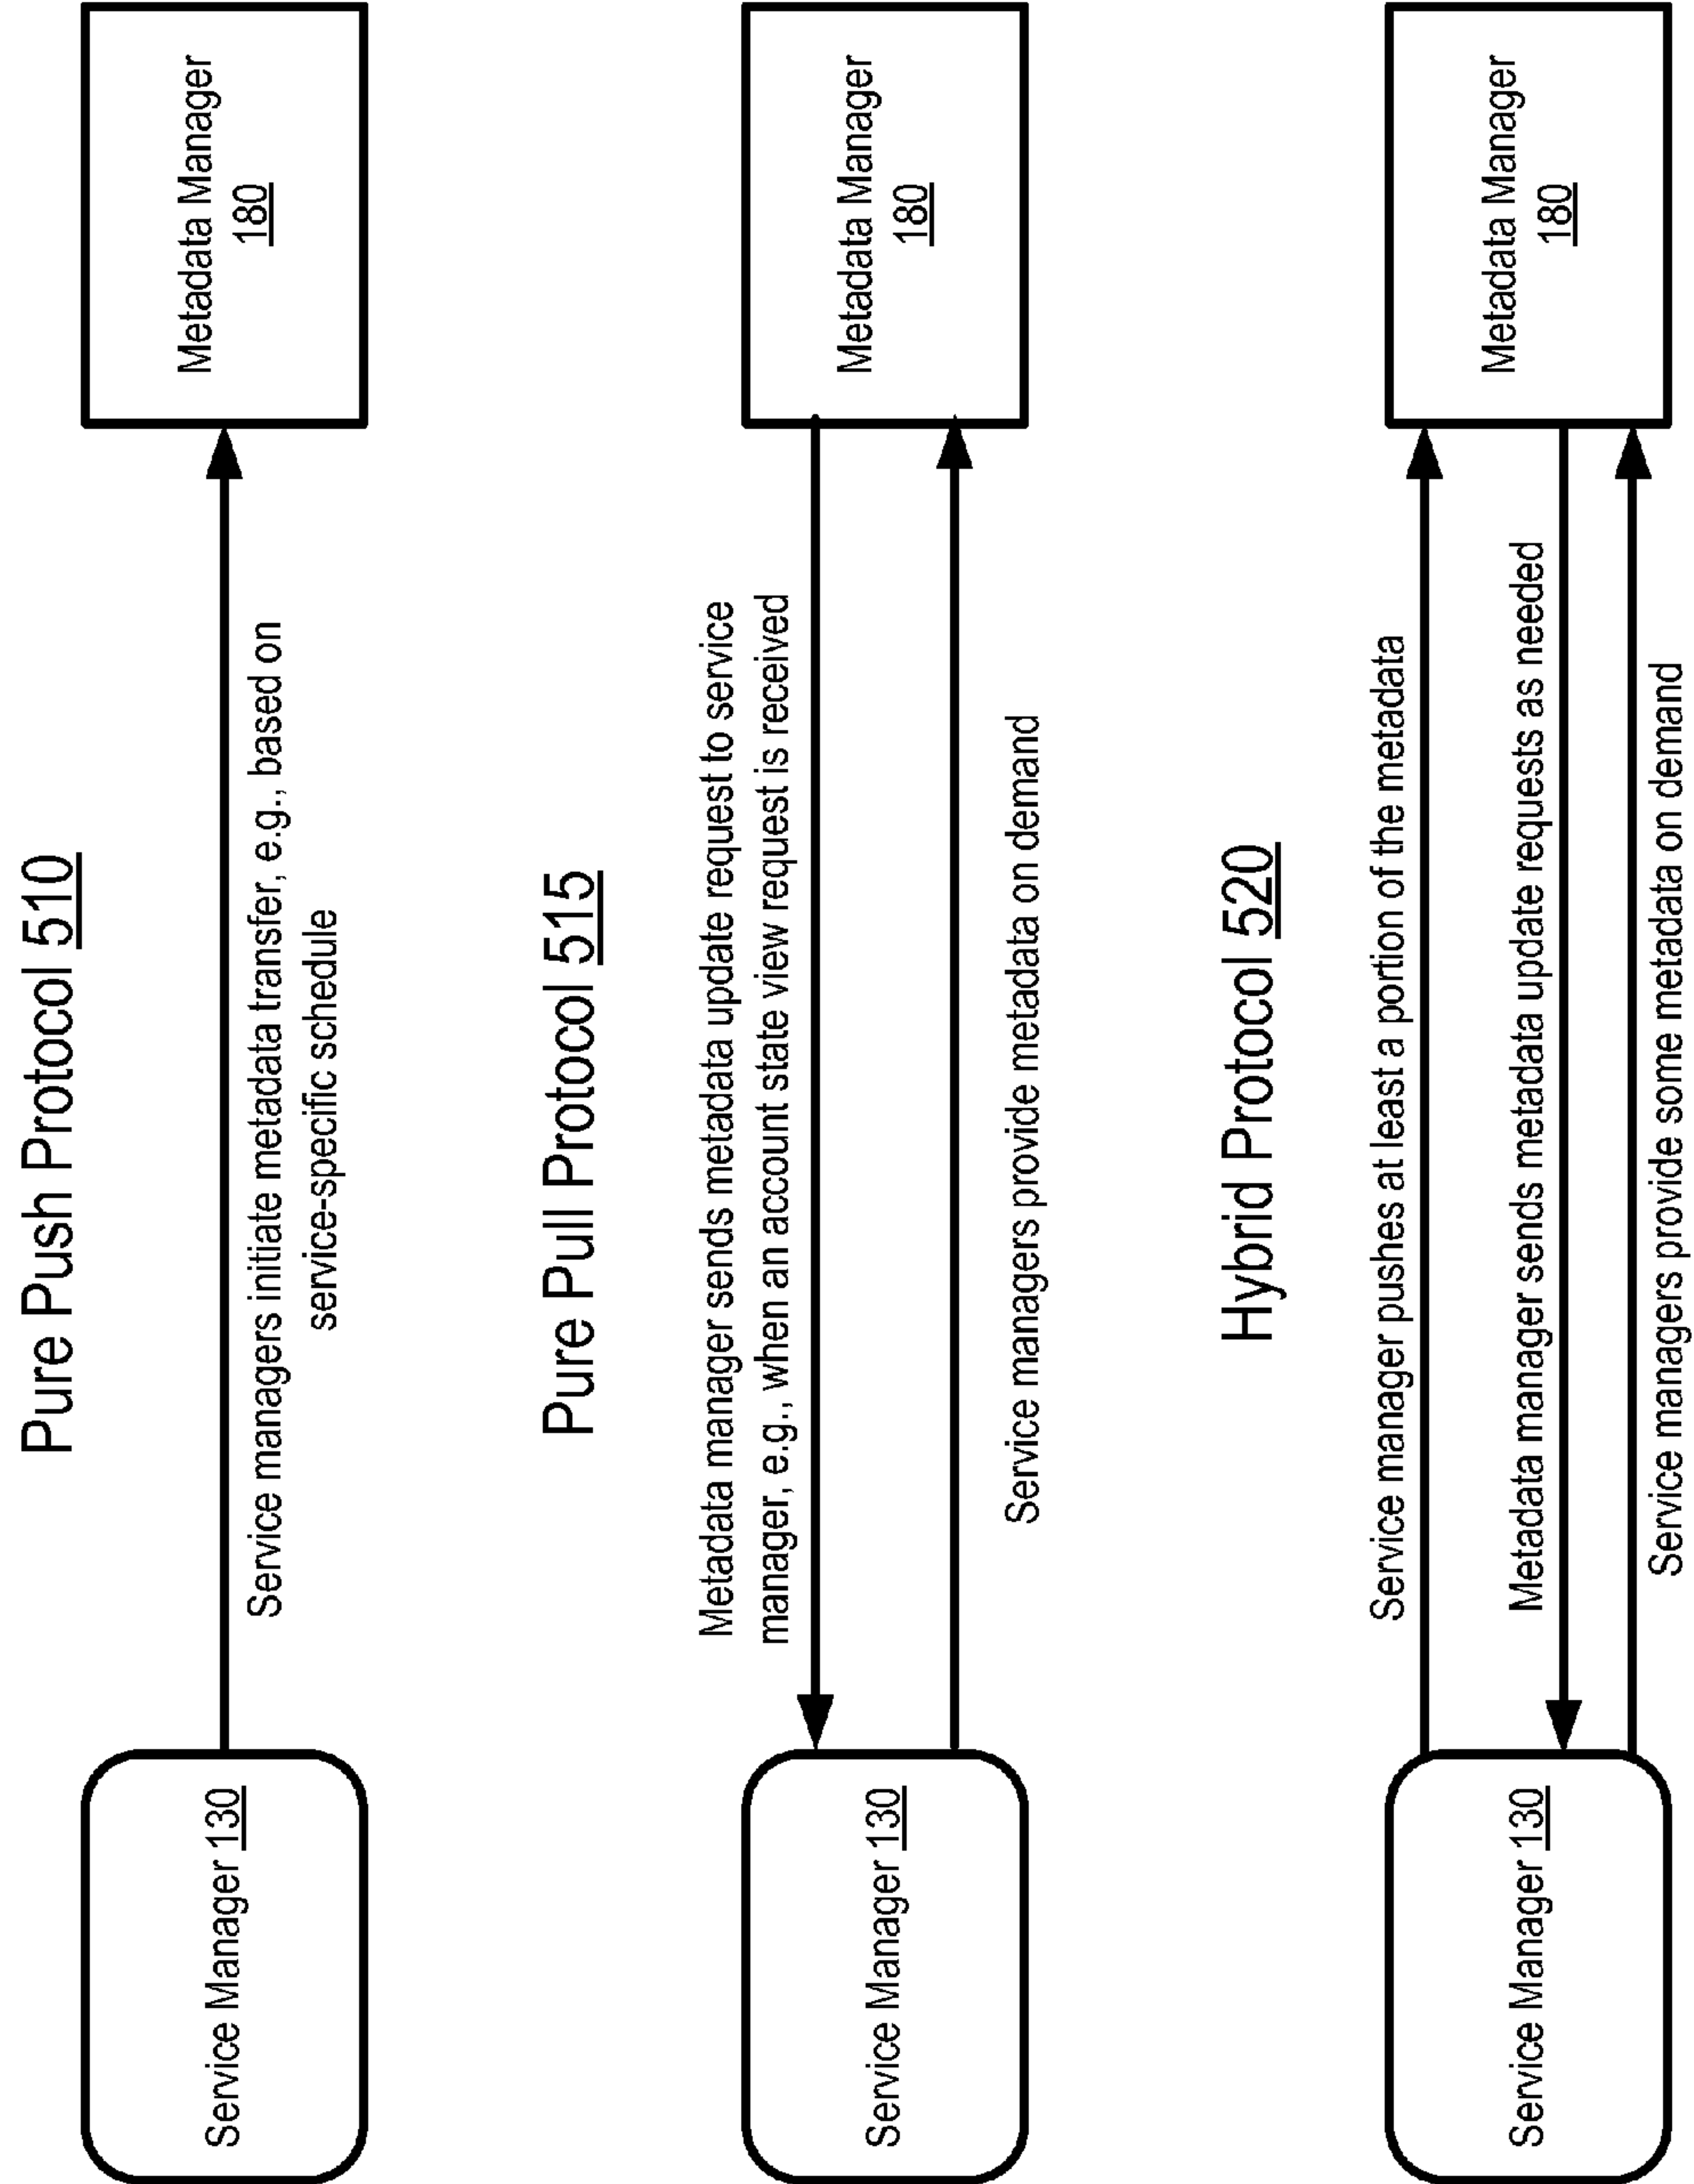 Pure Push Protocol 510
Service Manager 130
Service managers initiate metadata transfer, e.g., based on
service-specific schedule
Metadata Manager
180
Pure Pull Protocol 515
Service Manager 130
Metadata manager sends metadata update request to service
manager, e.g., when an account state view request is received
Service managers provide metadata on demand
Metadata Manager
180
Hybrid Protocol 520
Service Manager 130
Service manager pushes at least a portion of the metadata
Metadata manager sends metadata update requests as needed
Service managers provide some metadata on demand
Metadata Manager
180